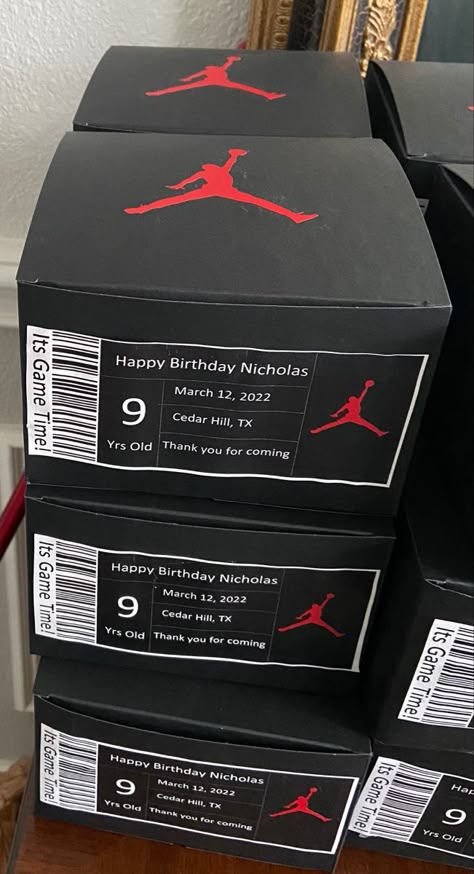 Its Game Time!
Happy Birthday Nicholas
March 12, 2022
9
Cedar Hill, TX
Yrs Old
Thank you for coming
Its Game Time!
Happy Birthday Nicholas
March 12, 2022
9
Cedar Hill, TX
Yrs Old
Thank you for coming
Its Game Time!
Happy Birthday Nicholas
March 12, 2022
9
Cedar Hill, TX
Yrs Old
Thank you for coming
Its Game Time!
Its Game Time!
Hap
9
Yrs Old